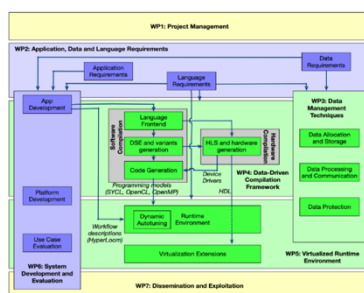 WP1: Project Management
WP2: Application, Data and Language Requirements
Application
Requirements
Language
Requirements
Data
Requirements
App
Development
Platform
Development
Use Case
Evaluation
WP6: System
Development and
Evaluation
Software
Compilation
Language
Frontend
DSE and variants
generation
Code Generation
Hardware
Compilation
HLS and hardware
generation
WP4: Data-Driven
Compilation
Framework
Programming models
(SYCL, OpenCL, OpenMP)
Device
Drivers
HDL
WP3: Data
Management
Techniques
Data Allocation
and Storage
Data Processing
and Communication
Data Protection
Dynamic
Autotuning
Runtime
Environment
Workflow
descriptions
(HyperLoom)
Virtualization Extensions
WP5: Virtualized Runtime
Environment
WP7: Dissemination and Exploitation